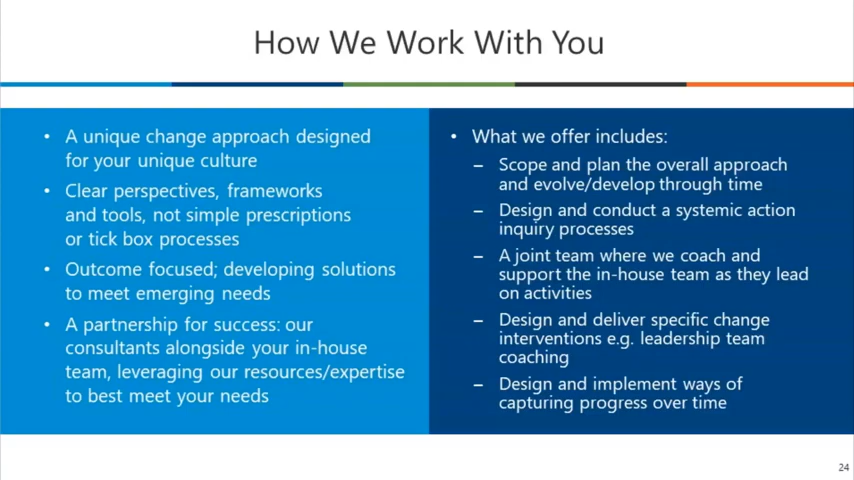 How We Work With You
• A unique change approach designed
for your unique culture
• Clear perspectives, frameworks
and tools, not simple prescriptions
or tick box processes
• Outcome focused; developing solutions
to meet emerging needs
• A partnership for success: our
consultants alongside your in-house
team, leveraging our resources/expertise
to best meet your needs
• What we offer includes:
– Scope and plan the overall approach
and evolve/develop through time
– Design and conduct a systemic action
inquiry processes
– A joint team where we coach and
support the in-house team as they lead
on activities
– Design and deliver specific change
interventions e.g. leadership team
coaching
– Design and implement ways of
capturing progress over time
24